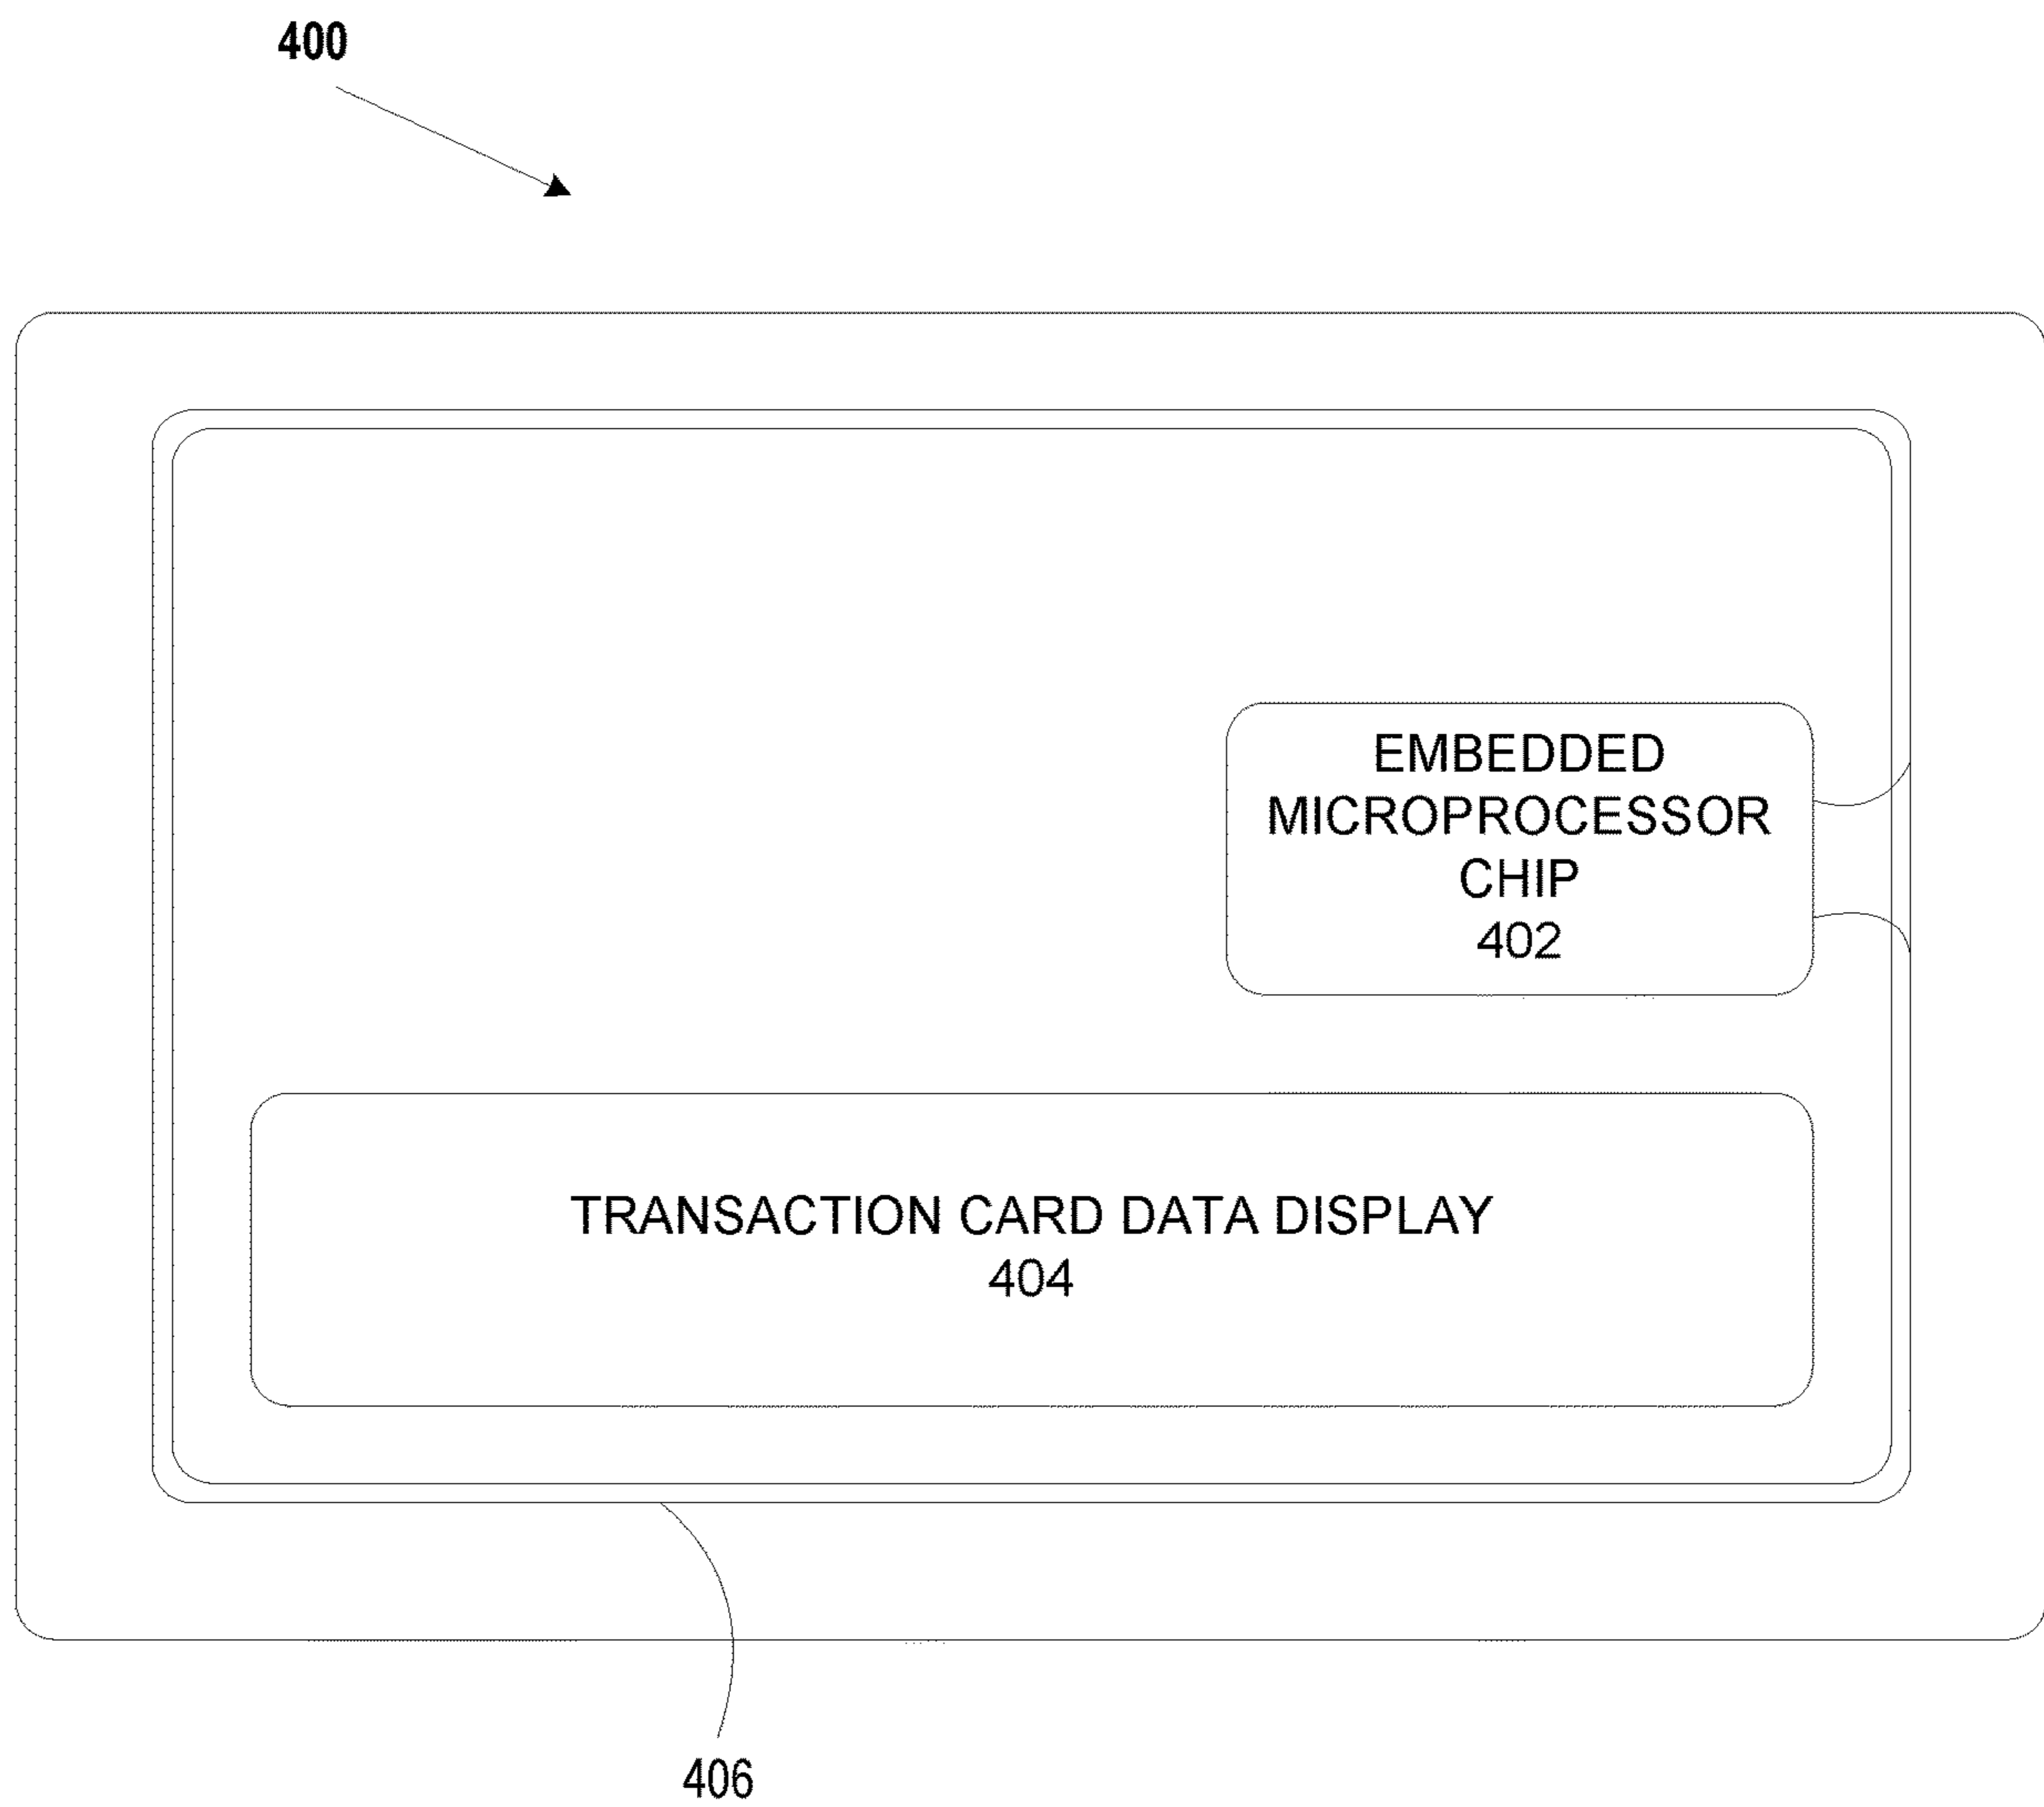 400
EMBEDDED
MICROPROCESSOR
CHIP
402
TRANSACTION CARD DATA DISPLAY
404
406